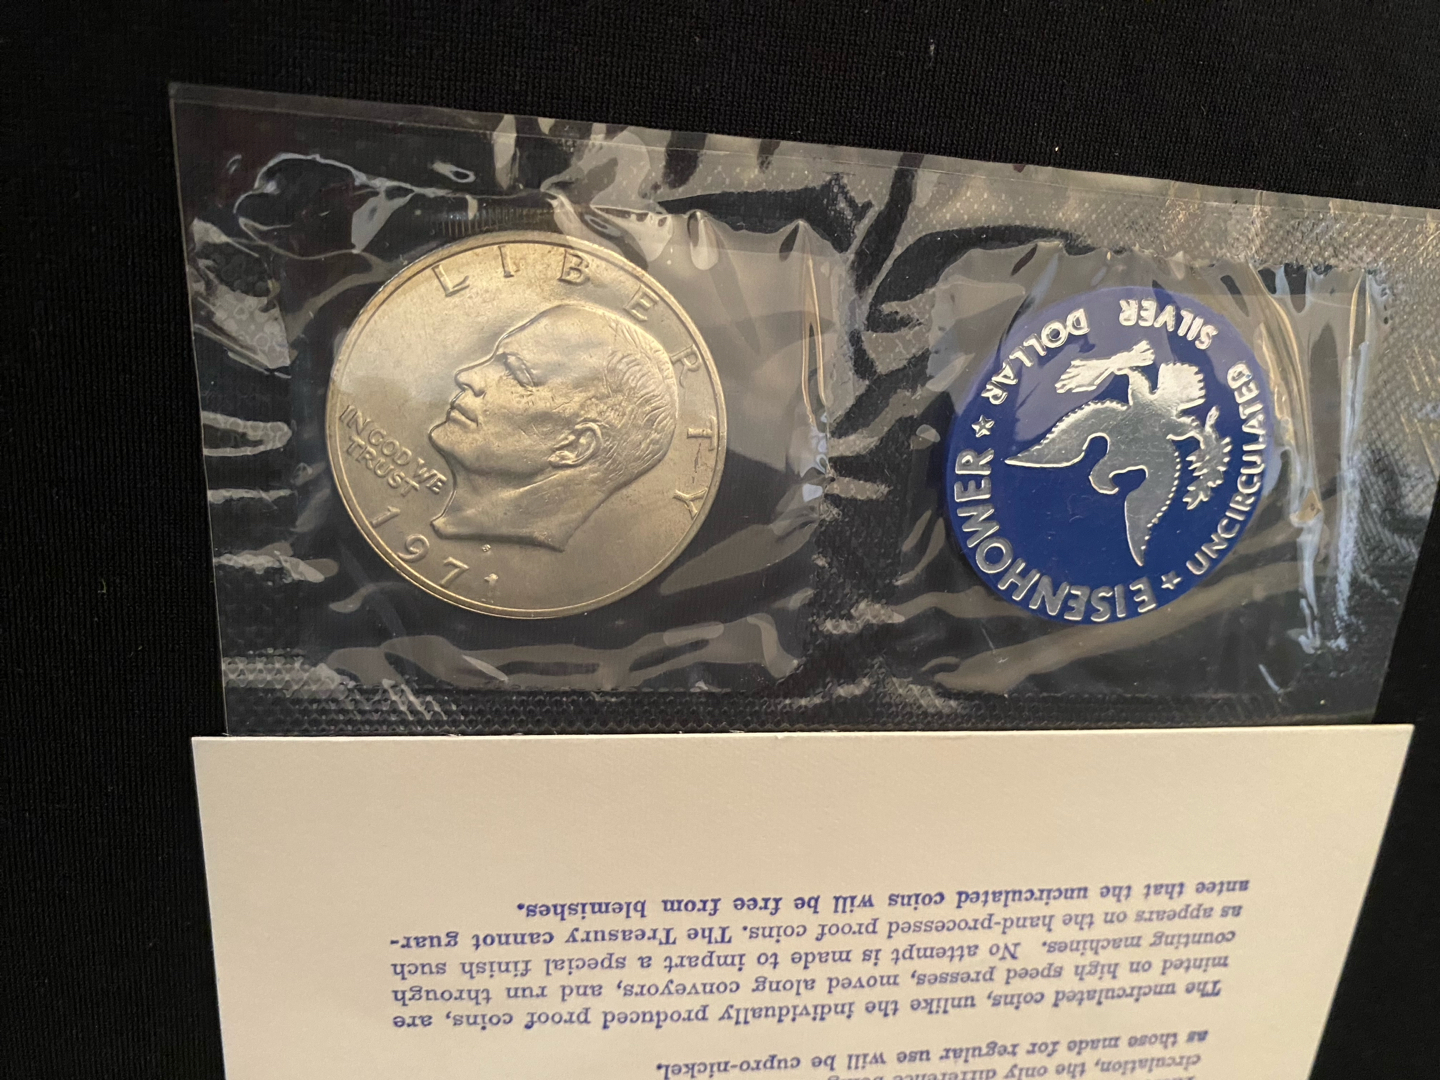 LIBERTY
IN GOD WE
TRUST
1971
EISENHOWER ★ DOLLAR SILVER
★ UNCIRCULATED
circulation, the only difference
as those made for regular use will be cupro-nickel.
The uncirculated coins, unlike the individually produced proof coins, are
minted on high speed presses, moved along conveyors, and run through
counting machines. No attempt is made to impart a special finish such
as appears on the hand-processed proof coins. The Treasury cannot guar-
antee that the uncirculated coins will be free from blemishes.